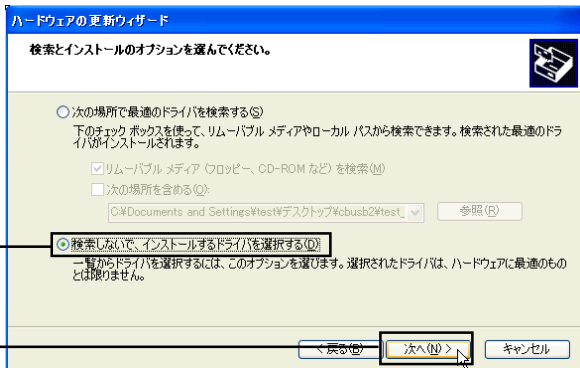 ハードウェアの更新ウィザード
検索とインストールのオプションを選んでください。
次の場所で最適のドライバを検索する(S)
下のチェック ボックスを使って、リムーバブル メディアやローカル パスから検索できます。検索された最適のドラ
イバがインストールされます。
リムーバブル メディア (フロッピー、CD-ROM など) を検索(M)
次の場所を含める(O):
C:¥Documents and Settings¥test¥デスクトップ¥cbusb2¥test_
参照(R)
検索しないで、インストールするドライバを選択する(D)
一覧からドライバを選択するには、このオプションを選びます。選択されたドライバは、ハードウェアに最適のもの
とは限りません。
< 戻る(B) 次へ(N) > キャンセル